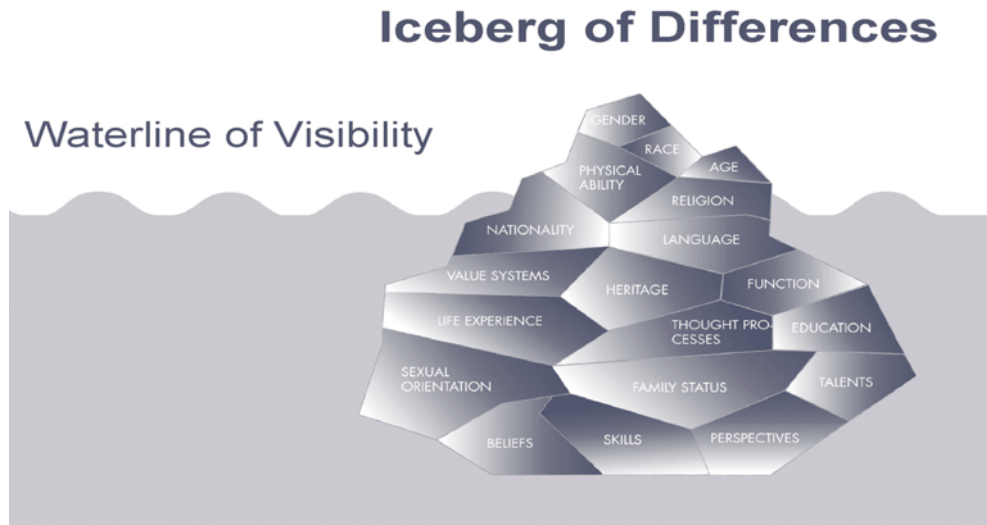 Iceberg of Differences
Waterline of Visibility
GENDER
RACE
AGE
PHYSICAL
ABILITY
RELIGION
NATIONALITY
LANGUAGE
VALUE SYSTEMS
HERITAGE
FUNCTION
LIFE EXPERIENCE
THOUGHT PRO-
CESSES
EDUCATION
SEXUAL
ORIENTATION
FAMILY STATUS
TALENTS
BELIEFS
SKILLS
PERSPECTIVES